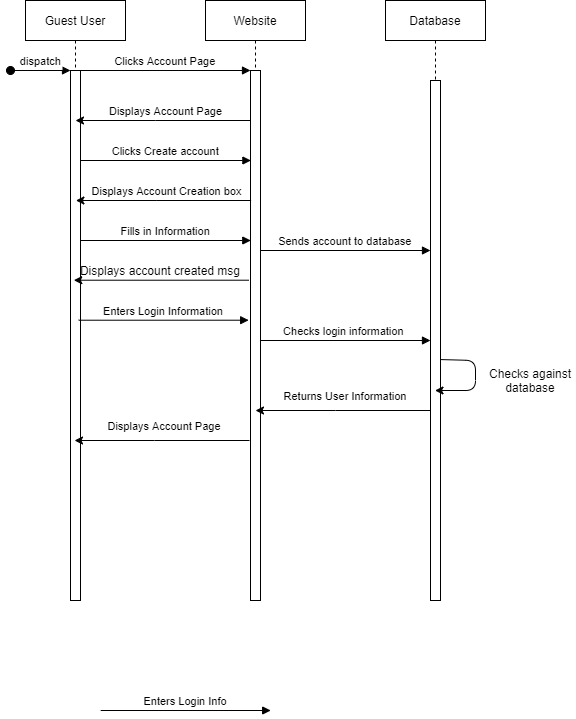 Guest User
Website
Database
dispatch
Clicks Account Page
Displays Account Page
Clicks Create account
Displays Account Creation box
Fills in Information
Sends account to database
Displays account created msg
Enters Login Information
Checks login information
Checks against
database
Returns User Information
Displays Account Page
Enters Login Info